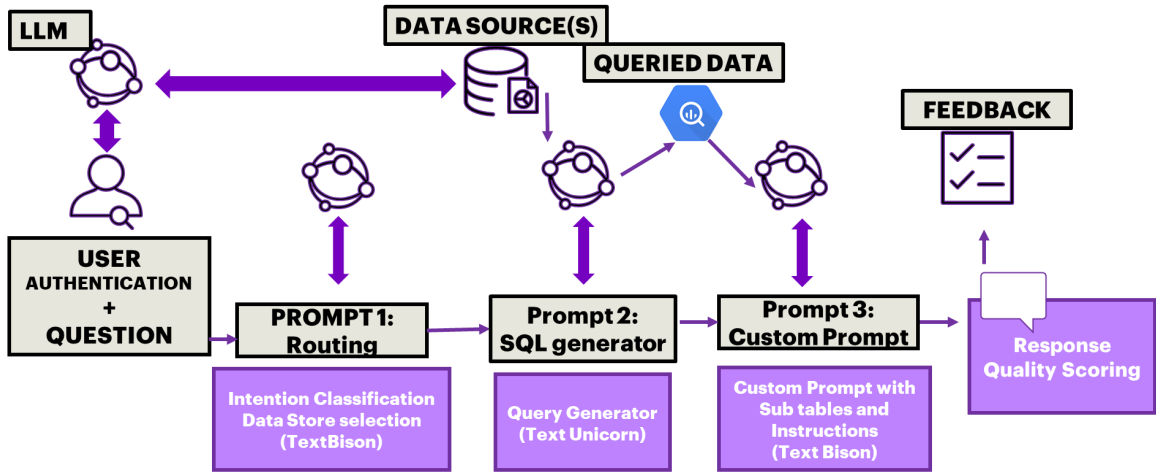 LLM
DATA SOURCE(S)
QUERIED DATA
FEEDBACK
USER
AUTHENTICATION
+
QUESTION
PROMPT 1:
Routing
Prompt 2:
SQL generator
Prompt 3:
Custom Prompt
Intention Classification
Data Store selection
(TextBison)
Query Generator
(Text Unicorn)
Custom Prompt with
Sub tables and
Instructions
(Text Bison)
Response
Quality Scoring